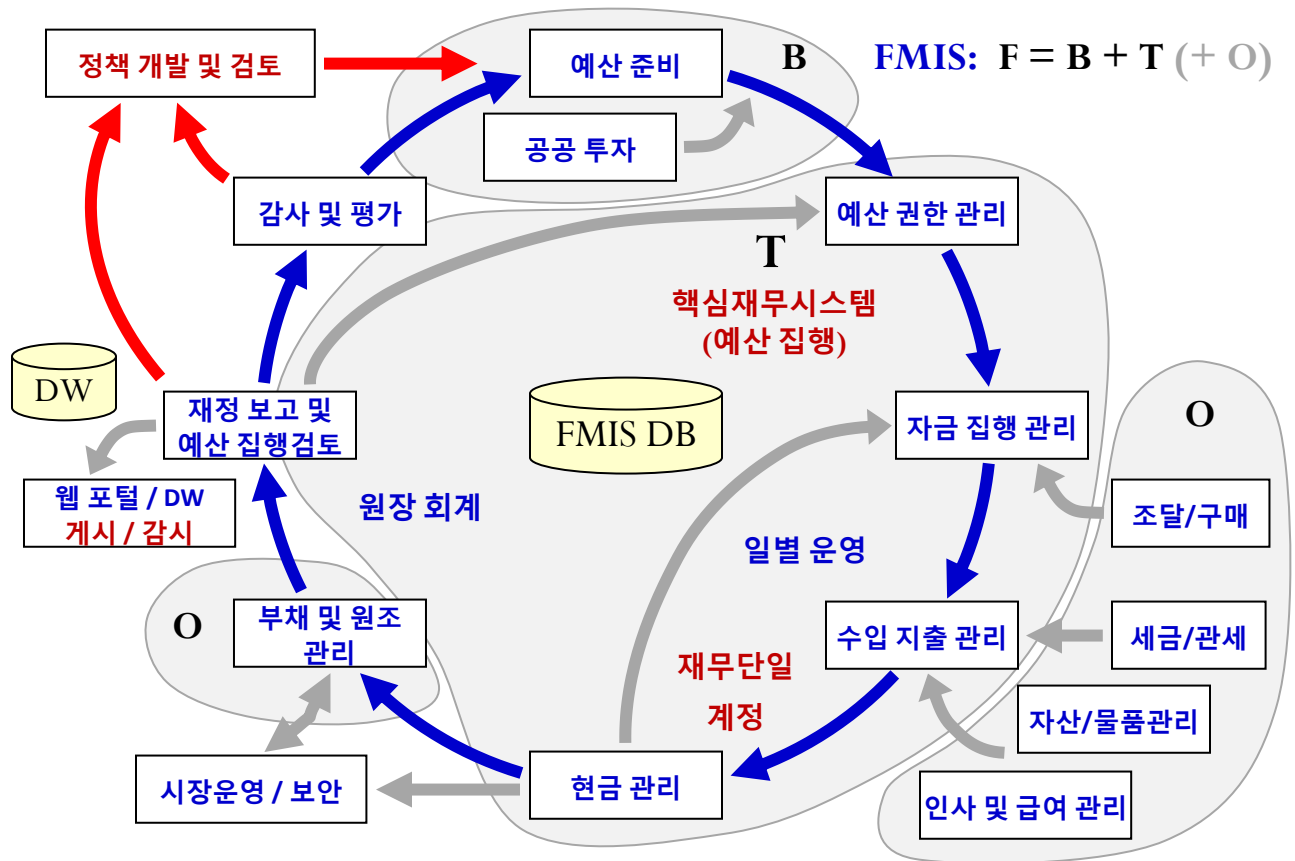 정책 개발 및 검토
예산 준비
B
FMIS: F = B + T (+ O)
공공 투자
감사 및 평가
예산 권한 관리
T
핵심재무시스템
(예산 집행)
DW
재정 보고 및
예산 집행검토
FMIS DB
자금 집행 관리
O
웹 포털 / DW
게시 / 감시
원장 회계
조달/구매
일별 운영
O
부채 및 원조
관리
수입 지출 관리
세금/관세
재무단일
계정
자산/물품관리
시장운영 / 보안
현금 관리
인사 및 급여 관리